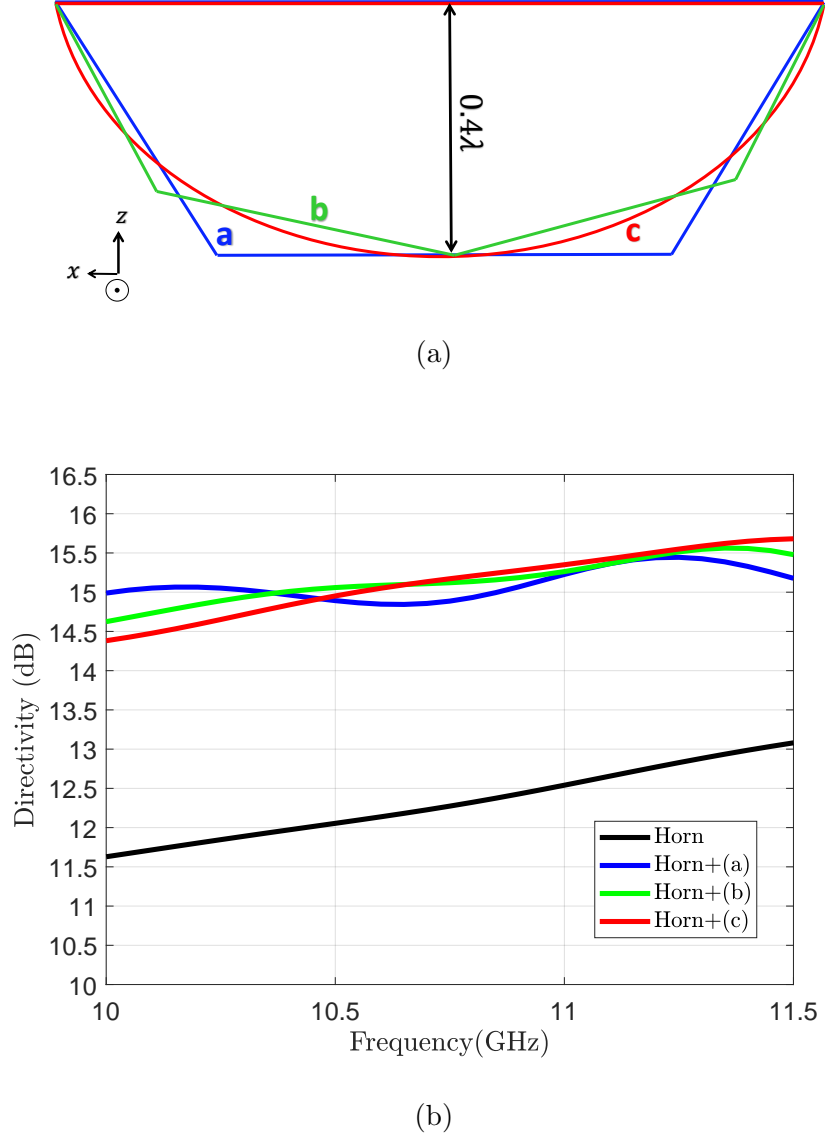 0.4λ
b
a
c
z
x
(a)
16.5
16
15.5
15
14.5
14
13.5
13
12.5
12
11.5
11
10.5
10
Directivity (dB)
Horn
Horn+(a)
Horn+(b)
Horn+(c)
10 10.5 11 11.5
Frequency(GHz)
(b)